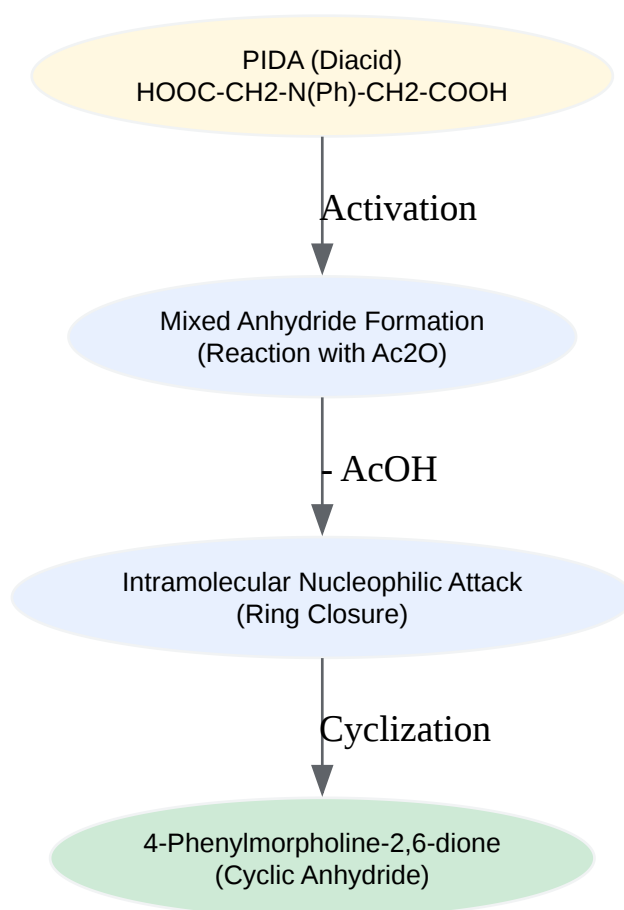 PIDA (Diacid)
HOOC-CH2-N(Ph)-CH2-COOH
Activation
Mixed Anhydride Formation
(Reaction with Ac2O)
- AcOH
Intramolecular Nucleophilic Attack
(Ring Closure)
Cyclization
4-Phenylmorpholine-2,6-dione
(Cyclic Anhydride)